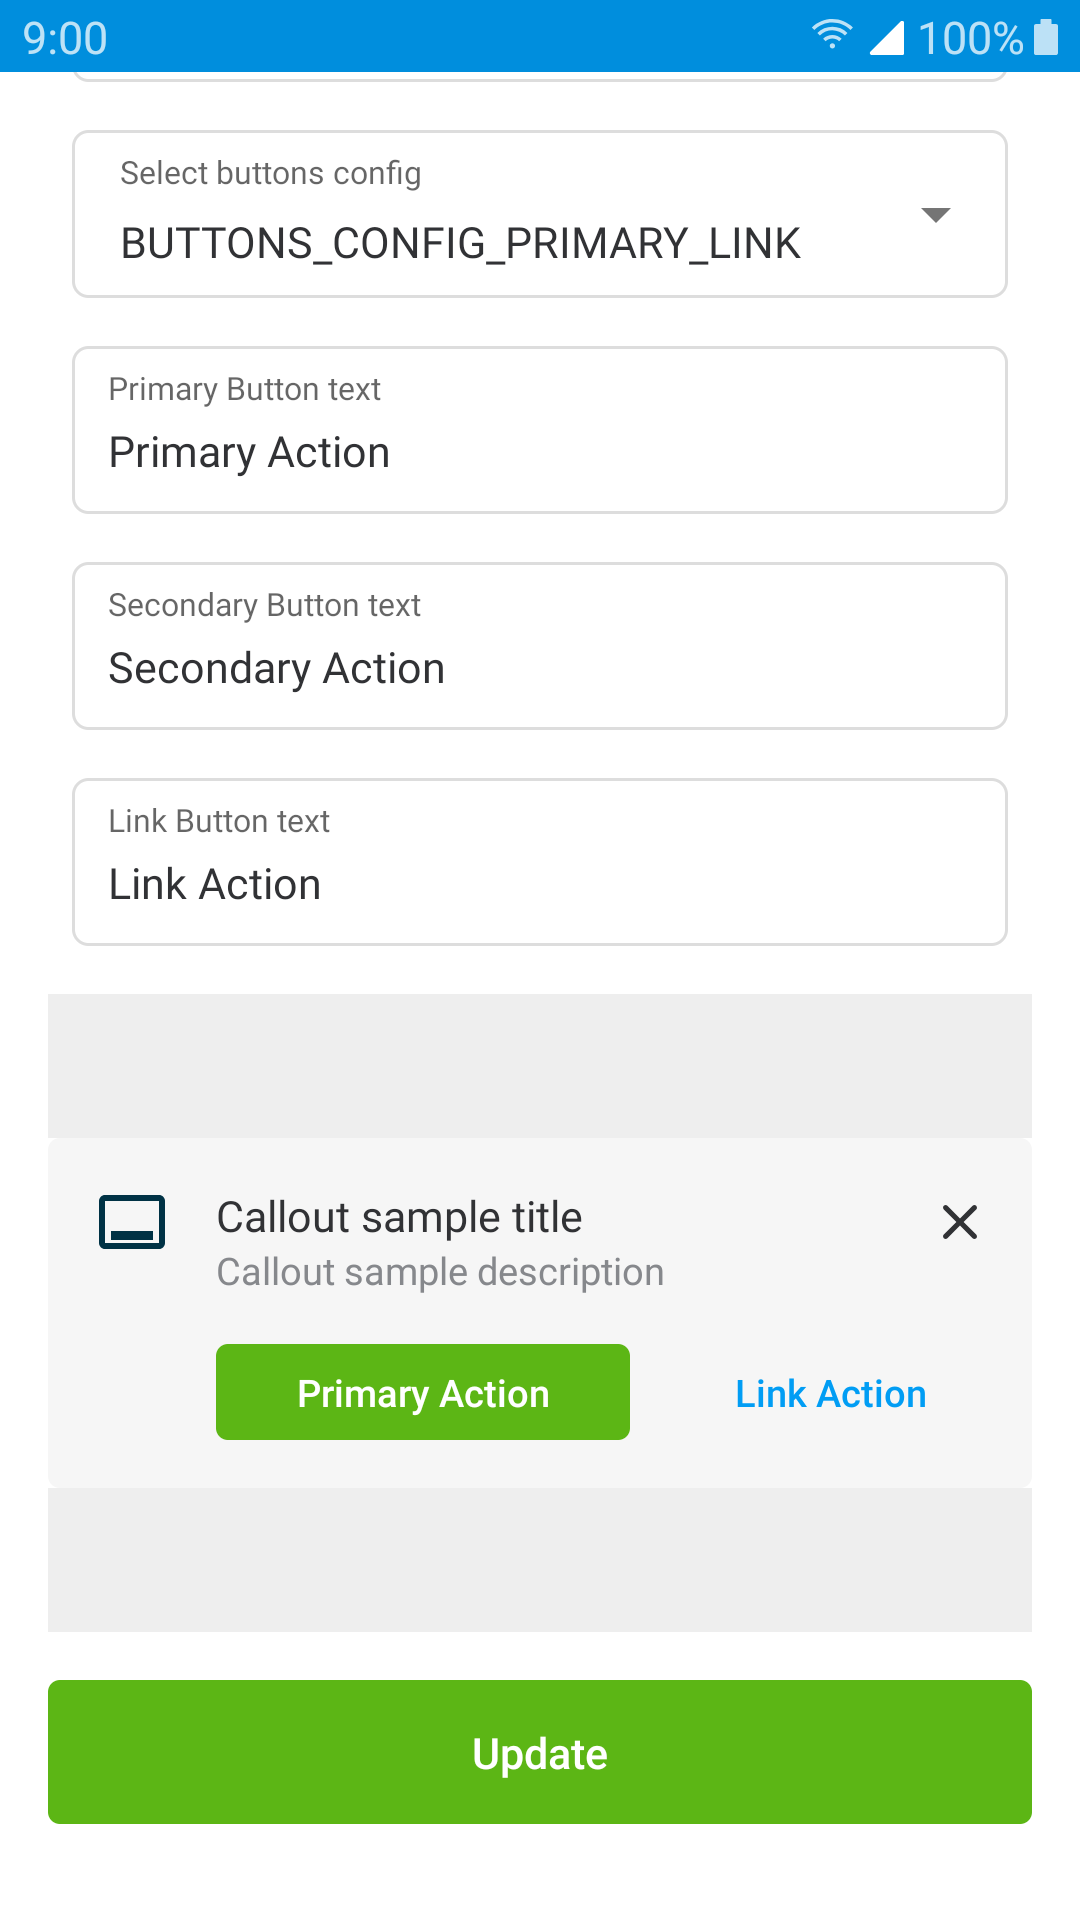 9:00 100%
Select buttons config
BUTTONS_CONFIG_PRIMARY_LINK
Primary Button text
Primary Action
Secondary Button text
Secondary Action
Link Button text
Link Action
Callout sample title
Callout sample description
Primary Action Link Action
Update